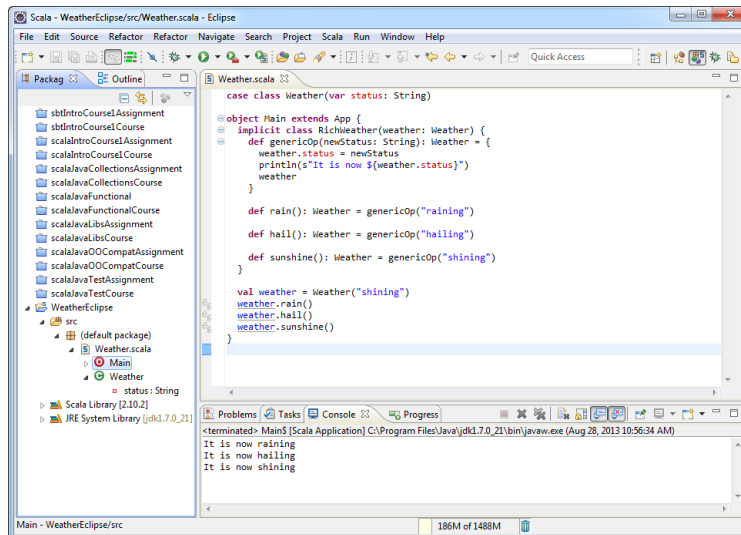 Scala - WeatherEclipse/src/Weather.scala - Eclipse
File Edit Source Refactor Refactor Navigate Search Project Scala Run Window Help
Quick Access
Packag
Outline
sbtIntroCourse1Assignment
sbtIntroCourse1Course
scalaIntroCourse1Assignment
scalaIntroCourse1Course
scalaJavaCollectionsAssignment
scalaJavaCollectionsCourse
scalaJavaFunctional
scalaJavaFunctionalCourse
scalaJavaLibsAssignment
scalaJavaLibsCourse
scalaJavaOOCompatAssignment
scalaJavaOOCompatCourse
scalaJavaTestAssignment
scalaJavaTestCourse
WeatherEclipse
src
(default package)
Weather.scala
Main
Weather
status : String
Scala Library [2.10.2]
JRE System Library [jdk1.7.0_21]
Weather.scala
case class Weather(var status: String)
object Main extends App {
implicit class RichWeather(weather: Weather) {
def genericOp(newStatus: String): Weather = {
weather.status = newStatus
println(s"It is now ${weather.status}")
weather
}
def rain(): Weather = genericOp("raining")
def hail(): Weather = genericOp("hailing")
def sunshine(): Weather = genericOp("shining")
}
val weather = Weather("shining")
weather.rain()
weather.hail()
weather.sunshine()
}
Problems Tasks Console Progress
<terminated> Main$ [Scala Application] C:\Program Files\Java\jdk1.7.0_21\bin\javaw.exe (Aug 28, 2013 10:56:34 AM)
It is now raining
It is now hailing
It is now shining
Main - WeatherEclipse/src
186M of 1488M